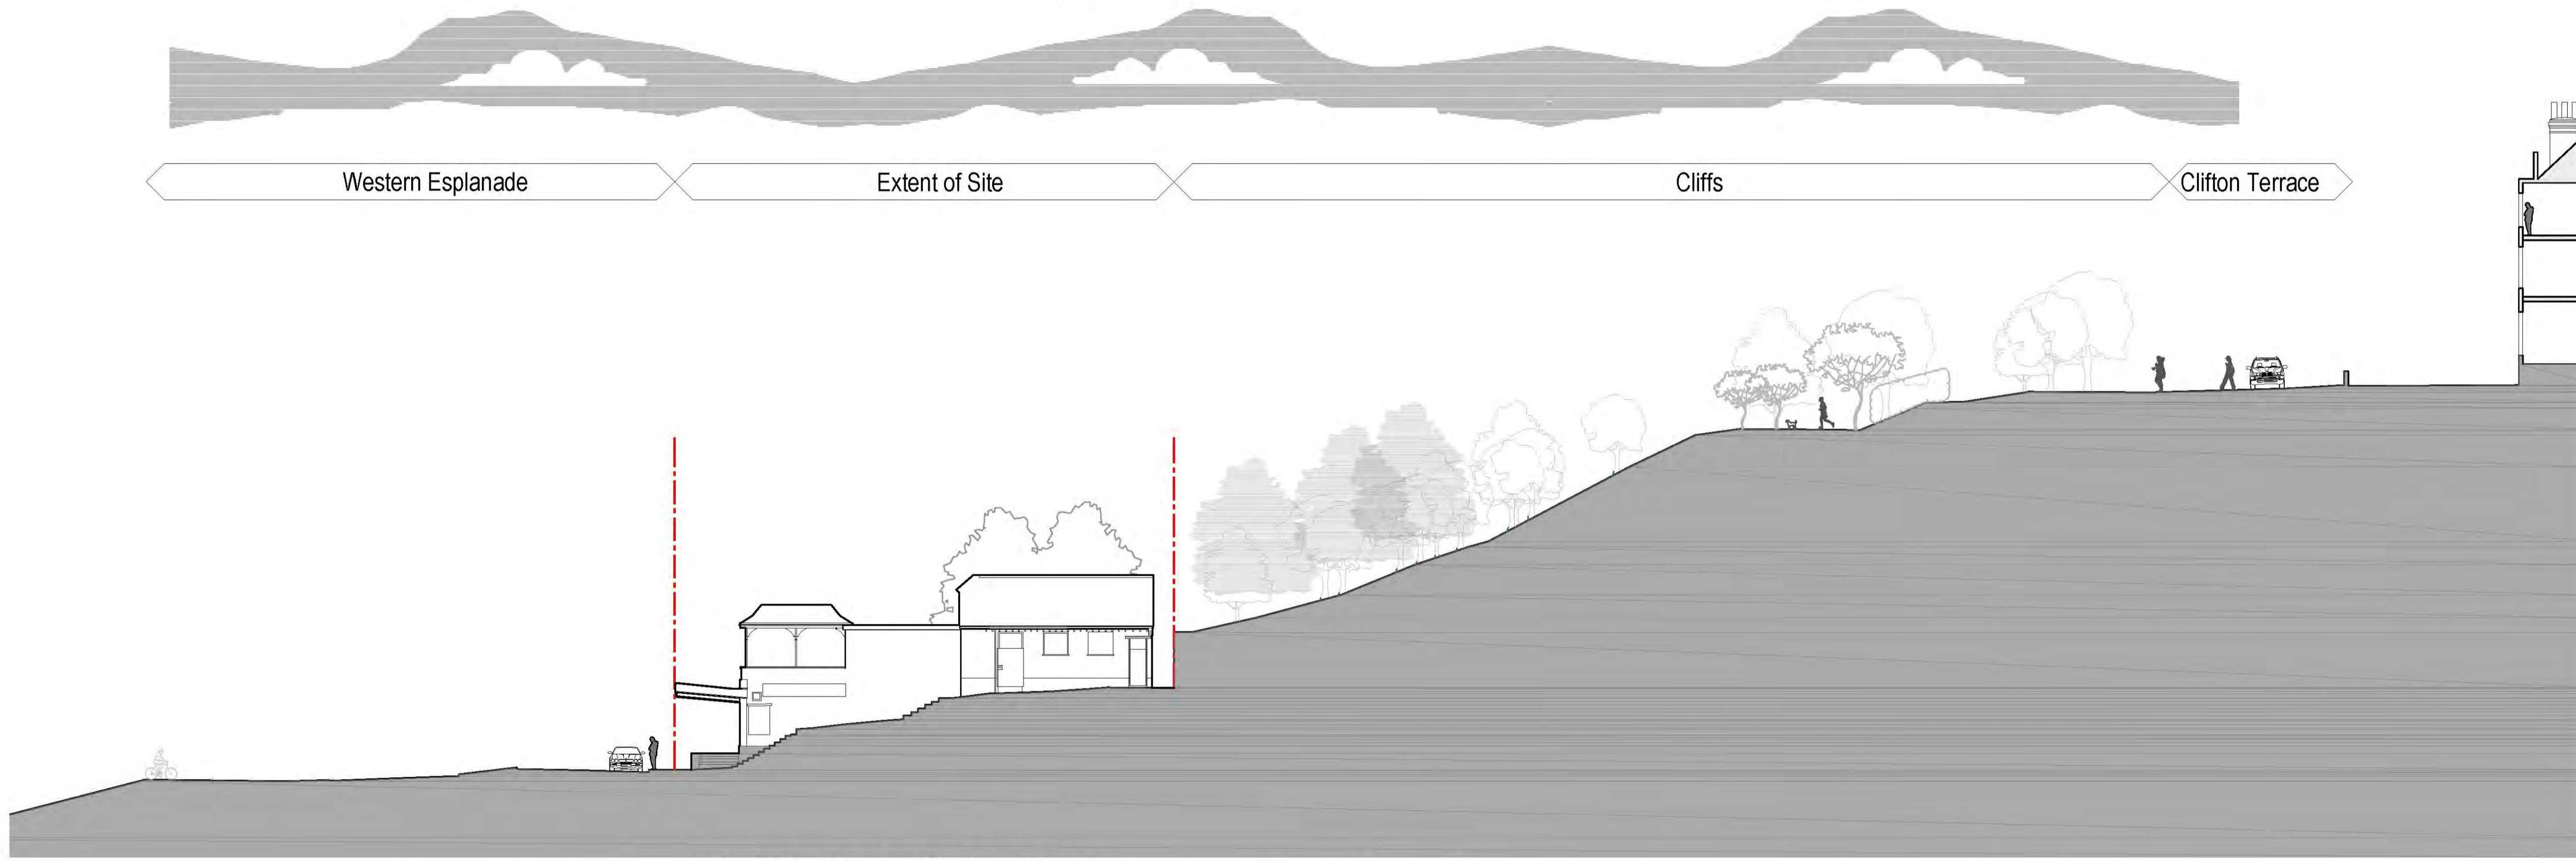 Western Esplanade
Extent of Site
Cliffs
Clifton Terrace